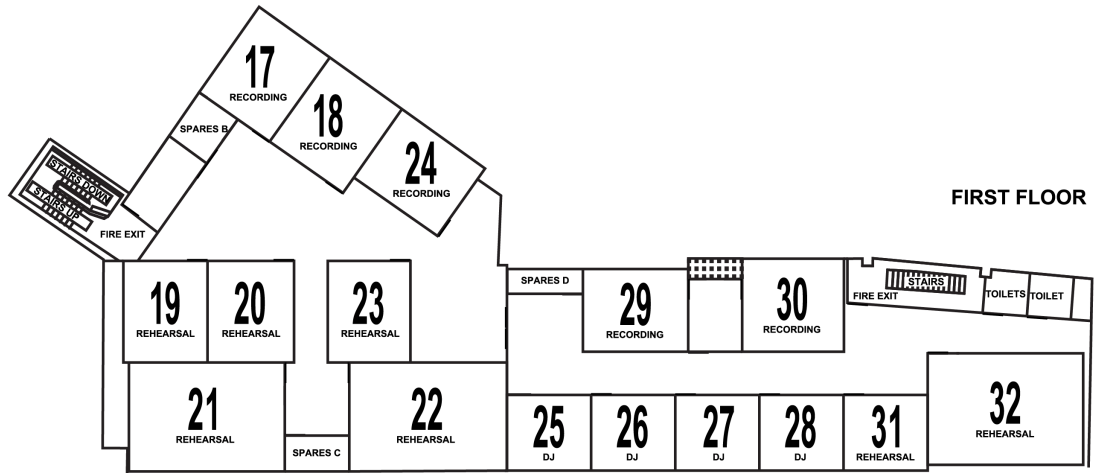 17
RECORDING
18
RECORDING
SPARES B
24
RECORDING
STAIRS DOWN
STAIRS UP
FIRE EXIT
FIRST FLOOR
19
REHEARSAL
20
REHEARSAL
23
REHEARSAL
SPARES D
29
RECORDING
30
RECORDING
FIRE EXIT
STAIRS
TOILETS
TOILET
21
REHEARSAL
SPARES C
22
REHEARSAL
25
DJ
26
DJ
27
DJ
28
DJ
31
REHEARSAL
32
REHEARSAL